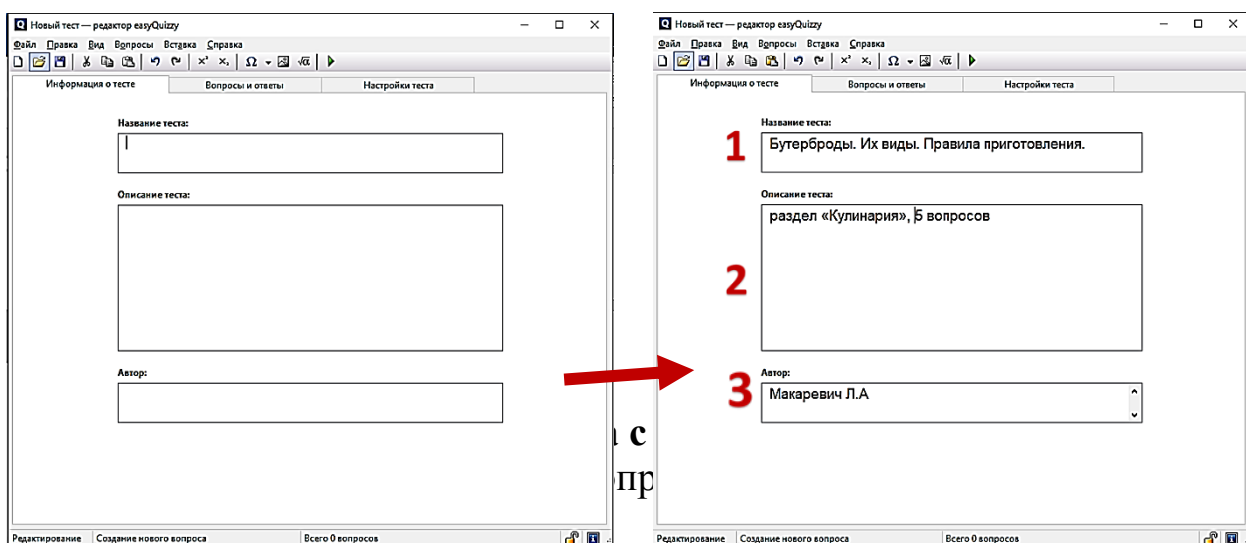 Новый тест — редактор easyQuizzy
Файл Правка Вид Вопросы Вставка Справка
Информация о тесте Вопросы и ответы Настройки теста
Название теста:
Описание теста:
Автор:
Редактирование Создание нового вопроса Всего 0 вопросов
Новый тест — редактор easyQuizzy
Файл Правка Вид Вопросы Вставка Справка
Информация о тесте Вопросы и ответы Настройки теста
Название теста:
1 Бутерброды. Их виды. Правила приготовления.
Описание теста:
раздел «Кулинария», 5 вопросов
2
Автор:
3 Макаревич Л.А
Редактирование Создание нового вопроса Всего 0 вопросов
с